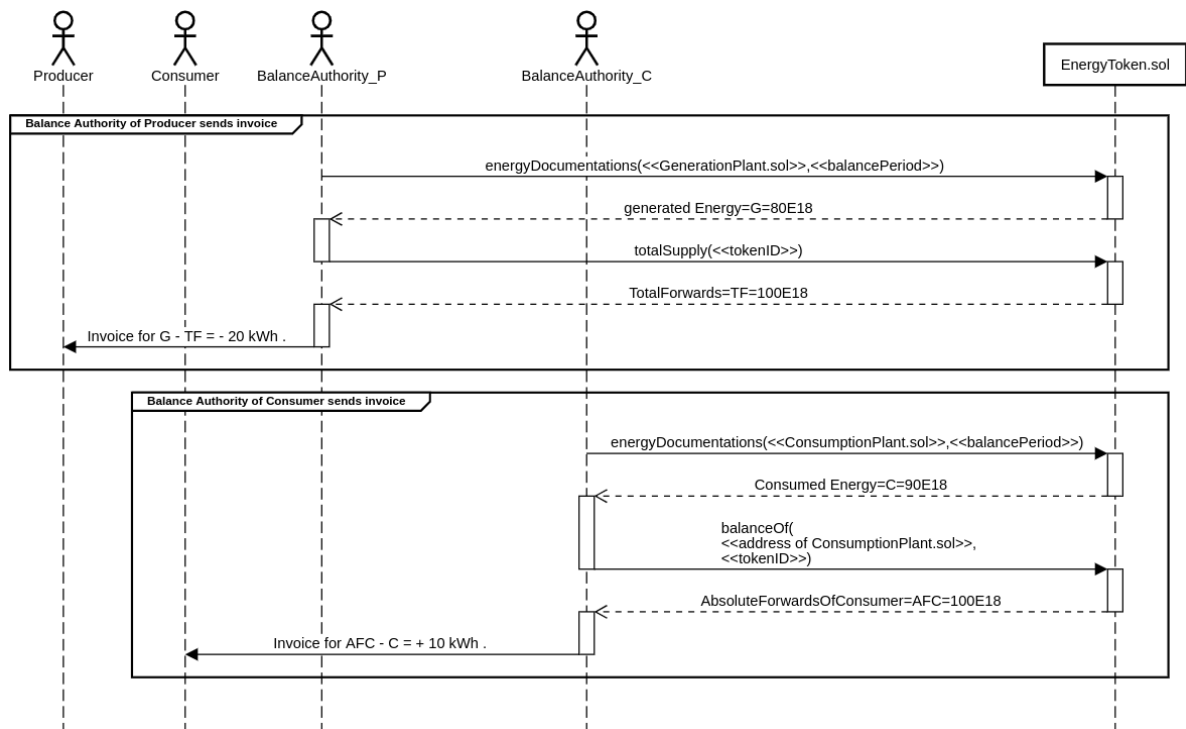 Producer
Consumer
BalanceAuthority_P
BalanceAuthority_C
EnergyToken.sol
Balance Authority of Producer sends invoice
energyDocumentations(<<GenerationPlant.sol>>,<<balancePeriod>>)
generated Energy=G=80E18
totalSupply(<<tokenID>>)
TotalForwards=TF=100E18
Invoice for G - TF = - 20 kWh .
Balance Authority of Consumer sends invoice
energyDocumentations(<<ConsumptionPlant.sol>>,<<balancePeriod>>)
Consumed Energy=C=90E18
balanceOf(
<<address of ConsumptionPlant.sol>>,
<<tokenID>>)
AbsoluteForwardsOfConsumer=AFC=100E18
Invoice for AFC - C = + 10 kWh .